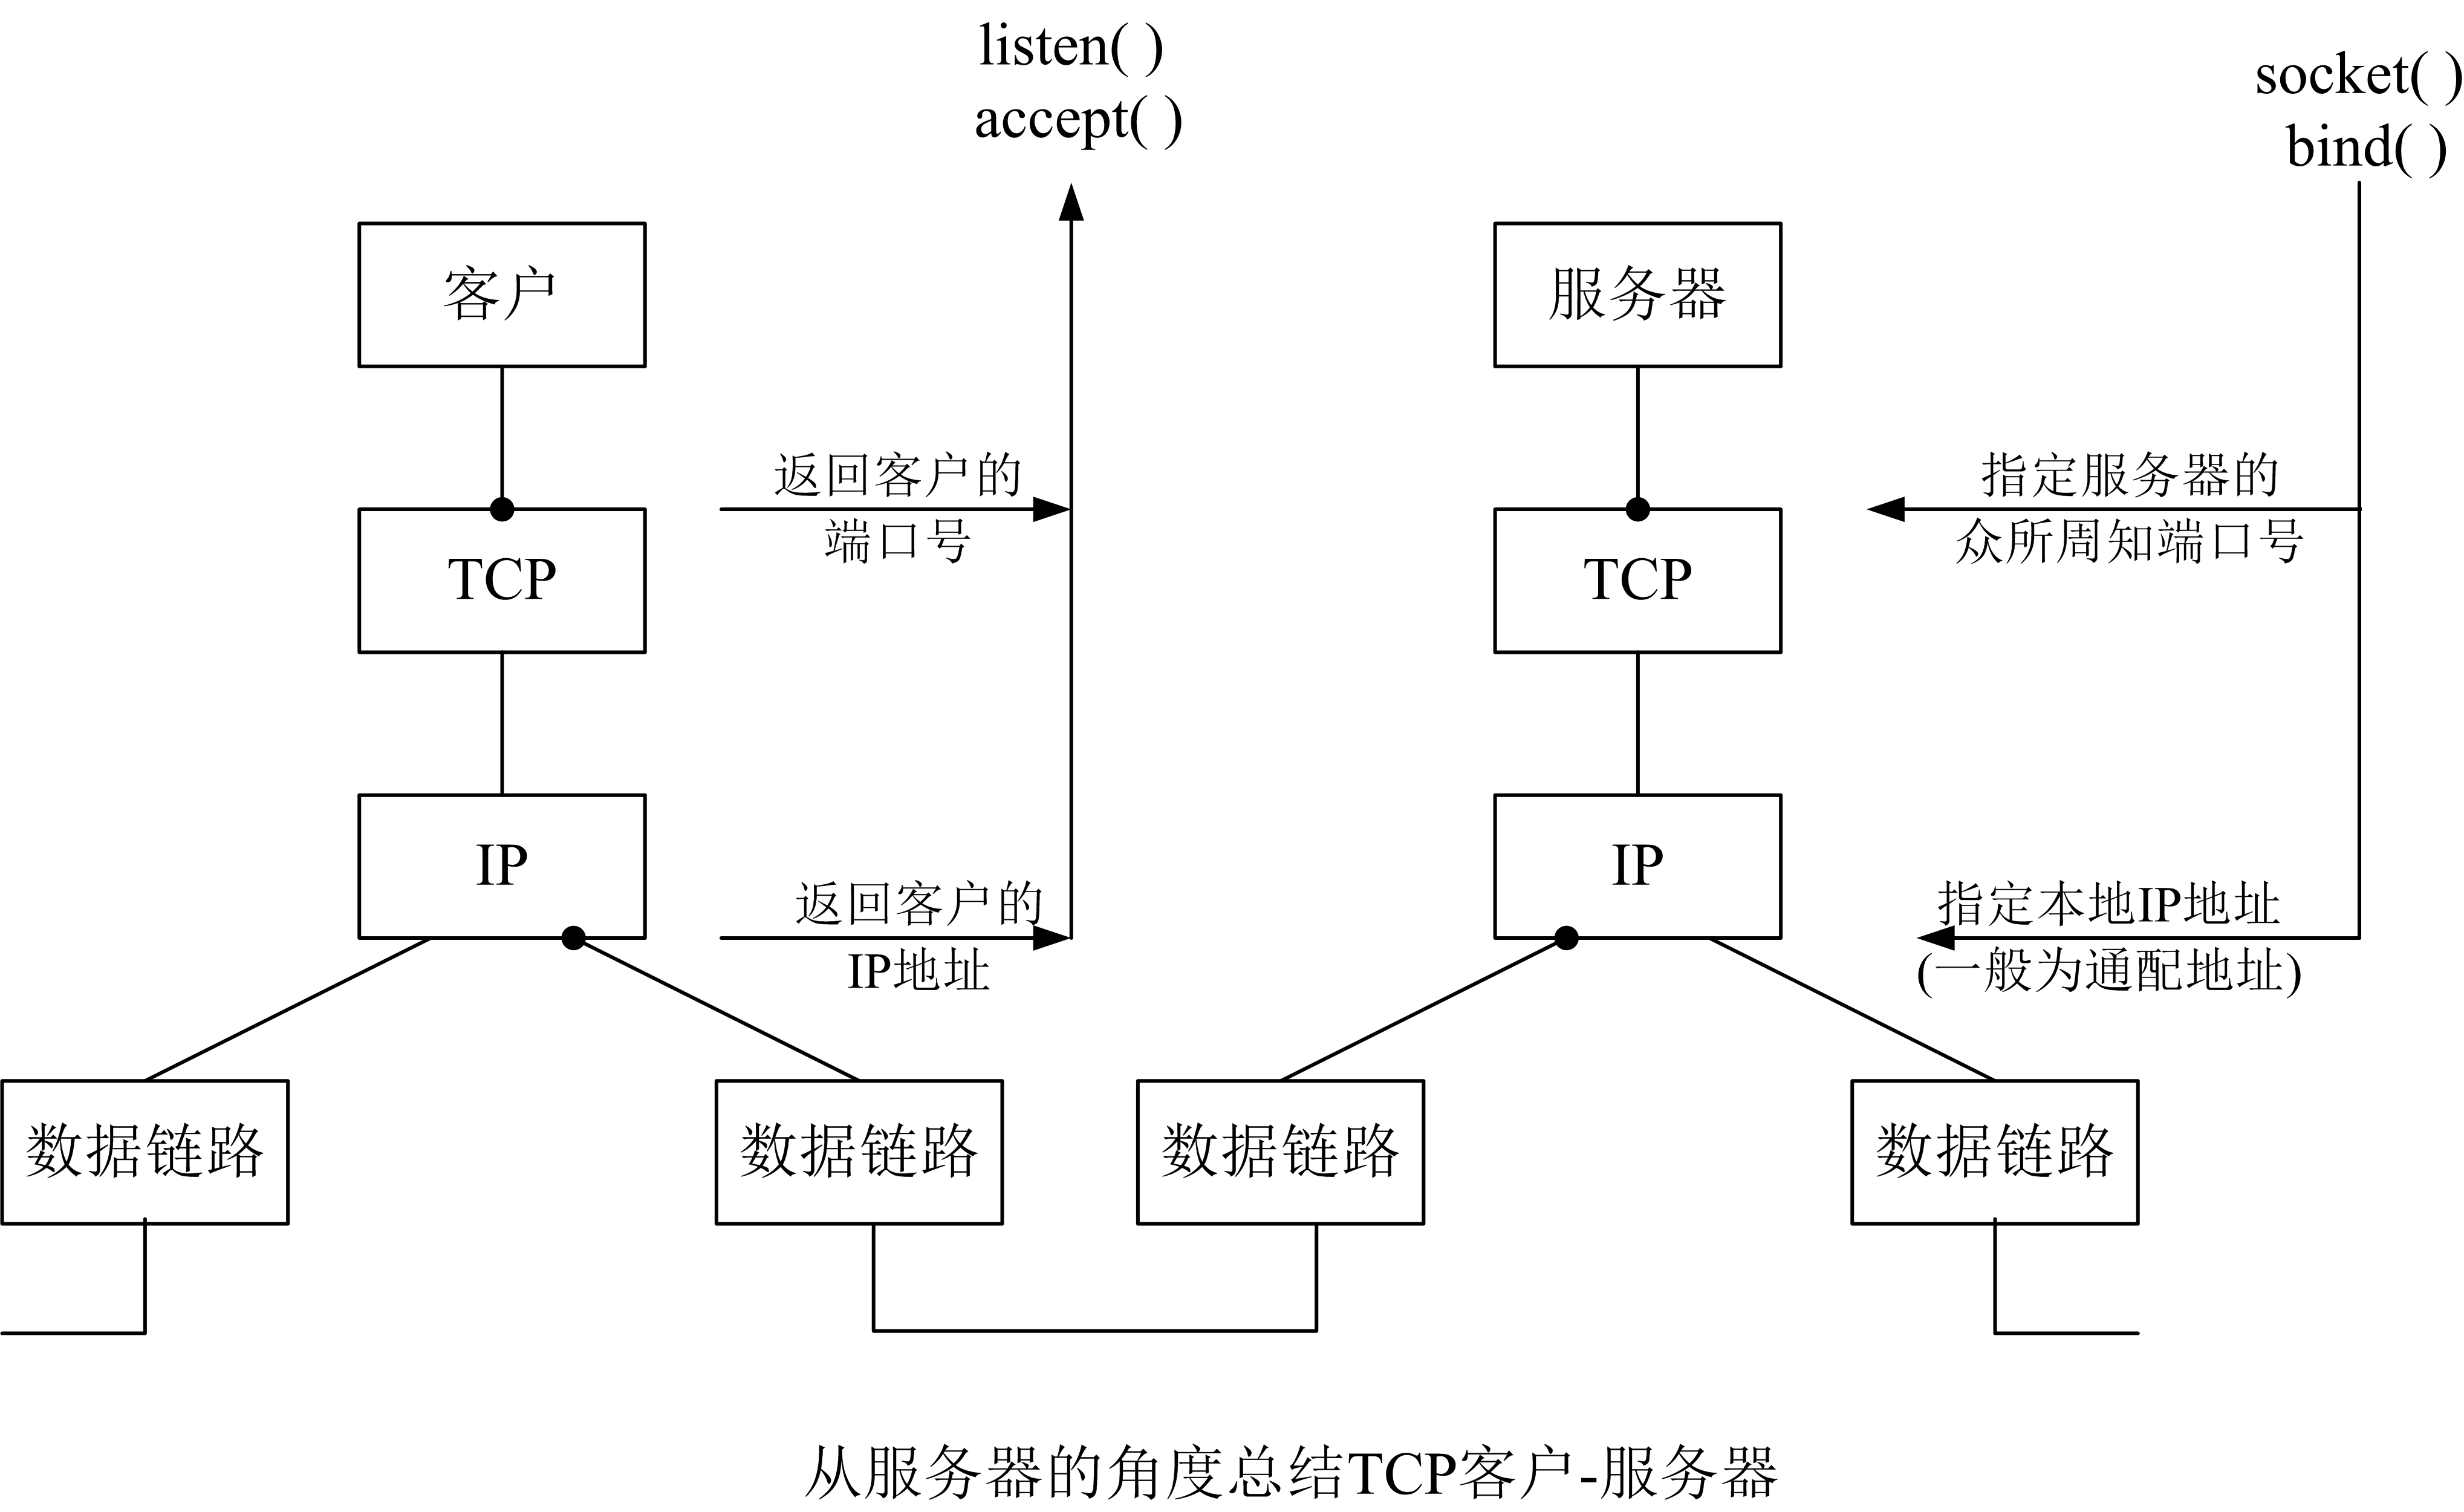 listen( )
accept( )
socket( )
bind( )
客户
服务器
返回客户的
端口号
指定服务器的
众所周知端口号
TCP
TCP
IP
IP
返回客户的
IP地址
指定本地IP地址
(一般为通配地址)
数据链路
数据链路
数据链路
数据链路
从服务器的角度总结TCP客户-服务器